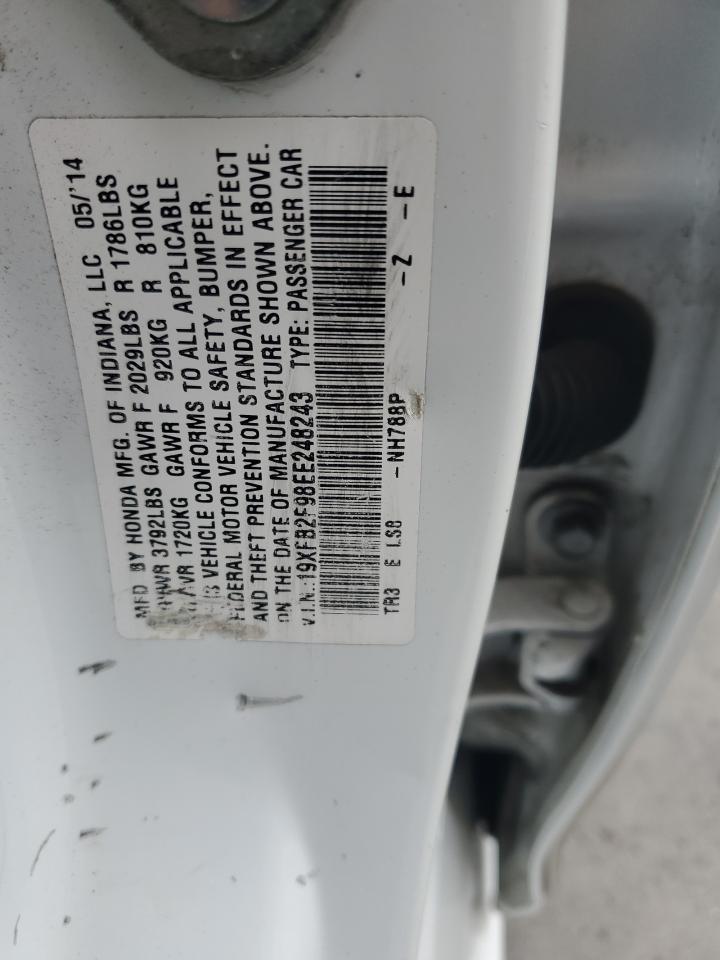 MFD BY HONDA MFG. OF INDIANA, LLC 05/'14
GVWR 3792LBS GAWR F 2029LBS R 1786LBS
GVWR 1720KG GAWR F 920KG R 810KG
VEHICLE CONFORMS TO ALL APPLICABLE
FEDERAL MOTOR VEHICLE SAFETY, BUMPER,
AND THEFT PREVENTION STANDARDS IN EFFECT
ON THE DATE OF MANUFACTURE SHOWN ABOVE.
V.I.N.:19XFB2F98EE248243 TYPE: PASSENGER CAR
TR3 E LS8 -NH788P -Z -E